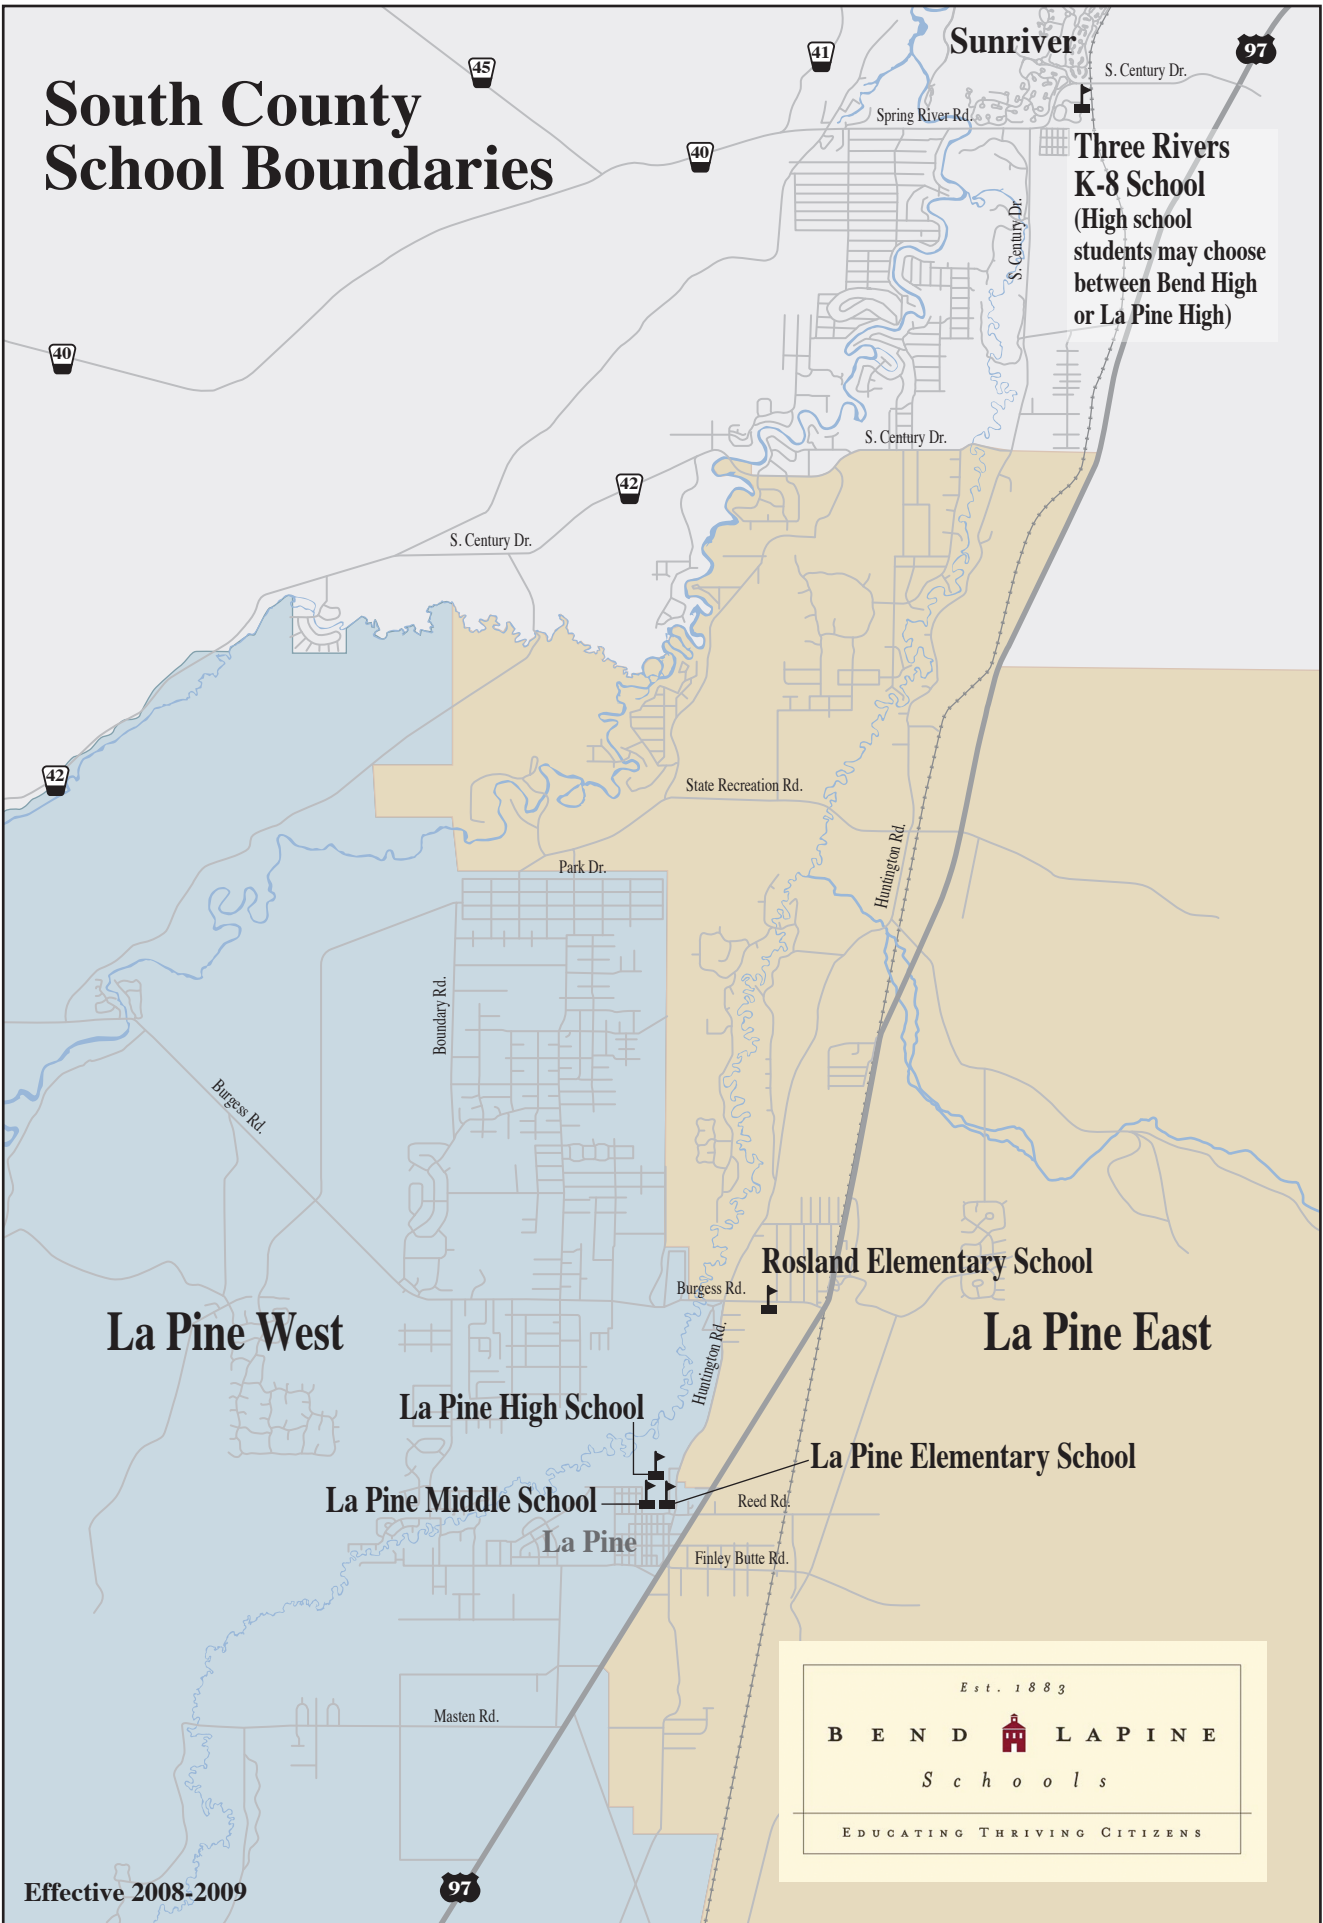 South County
School Boundaries
45
41
Sunriver
97
S. Century Dr.
Spring River Rd.
40
Three Rivers
K-8 School
(High school
students may choose
between Bend High
or La Pine High)
S. Century Dr.
40
S. Century Dr.
42
S. Century Dr.
42
State Recreation Rd.
Huntington Rd.
Park Dr.
Boundary Rd.
Burgess Rd.
Rosland Elementary School
Burgess Rd.
La Pine West
La Pine East
Huntington Rd.
La Pine High School
La Pine Elementary School
La Pine Middle School
Reed Rd.
La Pine
Finley Butte Rd.
Masten Rd.
Est. 1883
BEND LAPINE
Schools
EDUCATING THRIVING CITIZENS
Effective 2008-2009
97